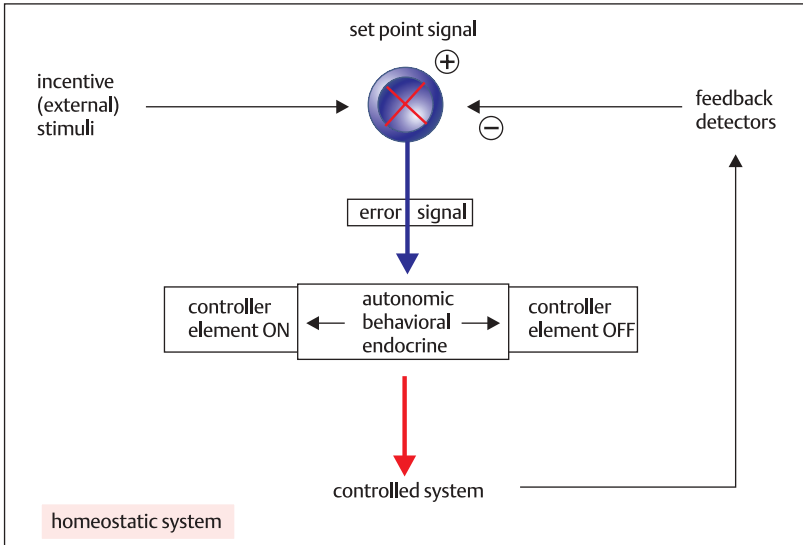 set point signal
+
incentive
(external)
stimuli
feedback
detectors
−
error signal
controller
element ON
autonomic
behavioral
endocrine
controller
element OFF
controlled system
homeostatic system